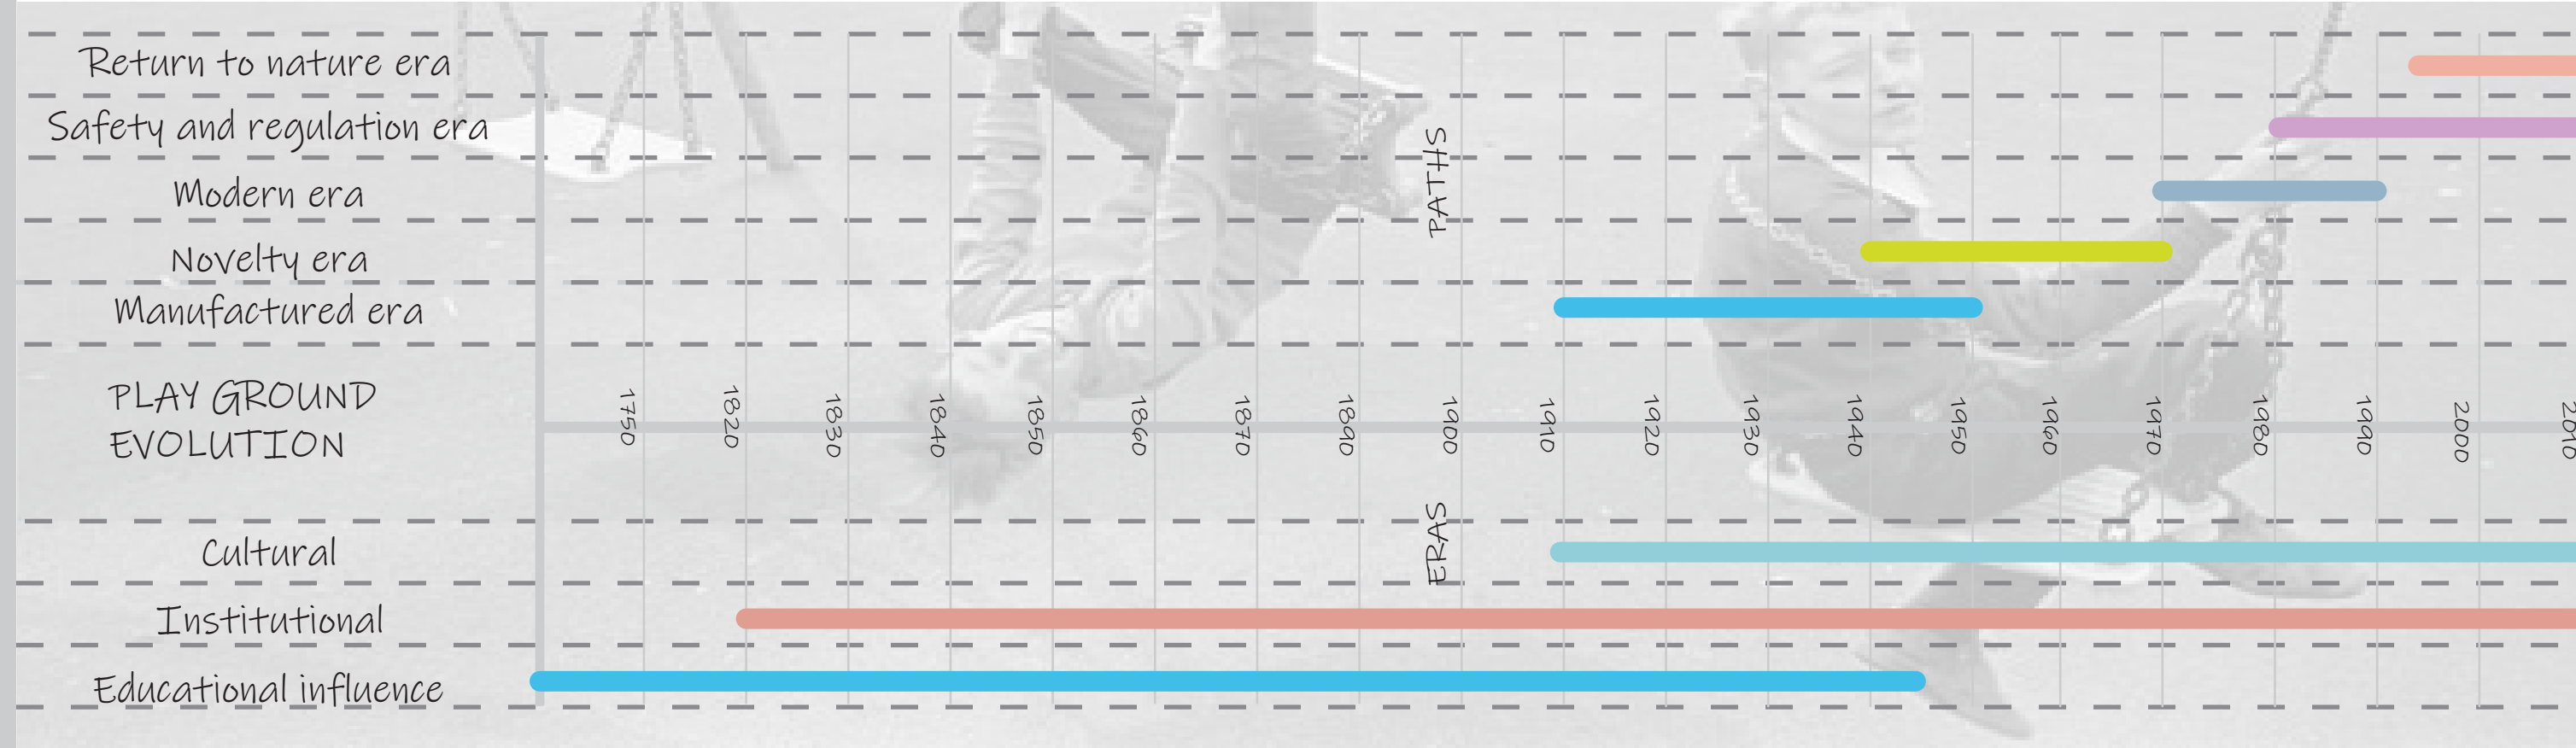 Return to nature era
Safety and regulation era
Modern era
Novelty era
Manufactured era
PATHS
PLAY GROUND
EVOLUTION
1750
1820
1830
1840
1850
1860
1870
1890
1900
1910
1920
1930
1940
1950
1960
1970
1980
1990
2000
2010
ERAS
Cultural
Institutional
Educational influence